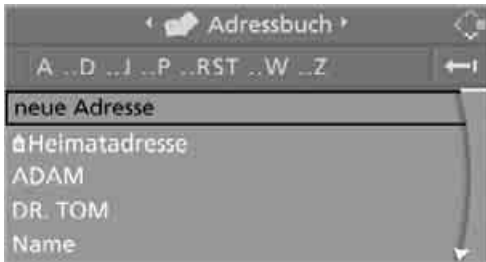 Adressbuch
A ..D ..J ..P ..RST ..W ..Z
neue Adresse
Heimatadresse
ADAM
DR. TOM
Name